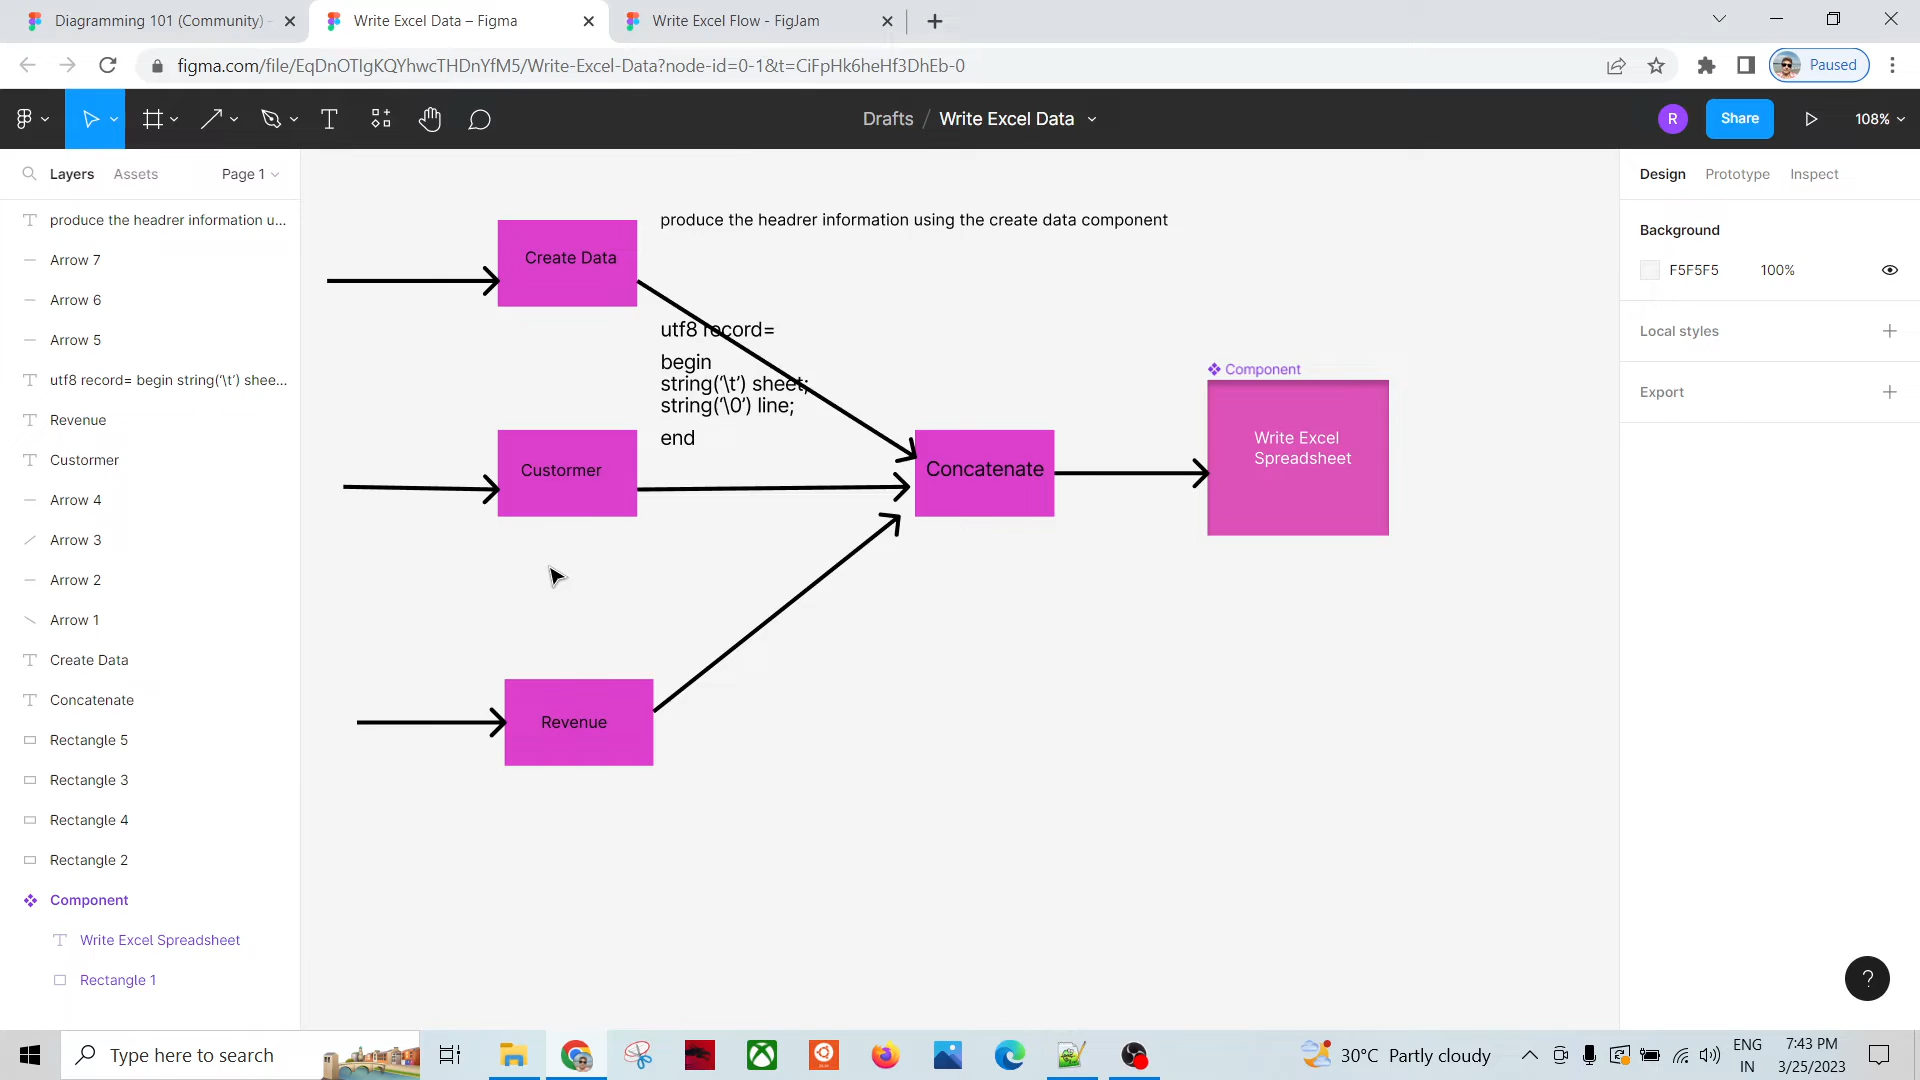 Diagramming 101 (Community) -
Write Excel Data – Figma
Write Excel Flow - FigJam
figma.com/file/EqDnOTIgKQYhwcTHDnYfM5/Write-Excel-Data?node-id=0-1&t=CiFpHk6heHf3DhEb-0
Paused
Drafts / Write Excel Data
R
Share
108%
Layers
Assets
Page 1
produce the headrer information u...
Arrow 7
Arrow 6
Arrow 5
utf8 record= begin string(‘\t’) shee...
Revenue
Custormer
Arrow 4
Arrow 3
Arrow 2
Arrow 1
Create Data
Concatenate
Rectangle 5
Rectangle 3
Rectangle 4
Rectangle 2
Component
Write Excel Spreadsheet
Rectangle 1
produce the headrer information using the create data component
Create Data
utf8 record=
begin
string(‘\t’) sheet;
string(‘\0’) line;
end
Custormer
Concatenate
Component
Write Excel
Spreadsheet
Revenue
Design
Prototype
Inspect
Background
F5F5F5
100%
Local styles
Export
?
Type here to search
30°C Partly cloudy
ENG
IN
7:43 PM
3/25/2023